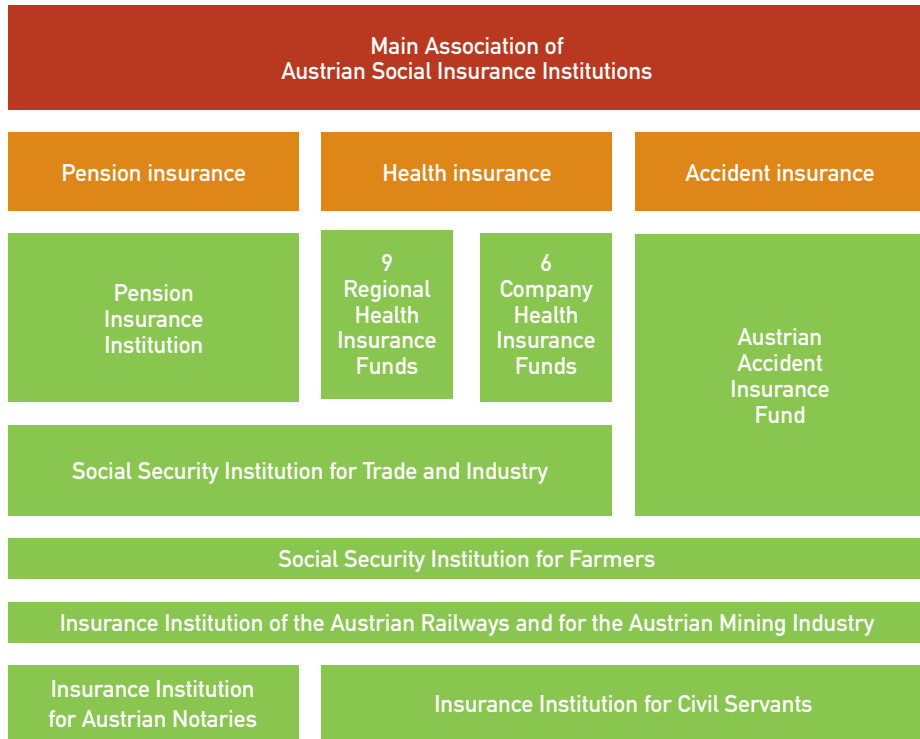 Main Association of
Austrian Social Insurance Institutions
Pension insurance
Health insurance
Accident insurance
Pension
Insurance
Institution
9
Regional
Health
Insurance
Funds
6
Company
Health
Insurance
Funds
Austrian
Accident
Insurance
Fund
Social Security Institution for Trade and Industry
Social Security Institution for Farmers
Insurance Institution of the Austrian Railways and for the Austrian Mining Industry
Insurance Institution
for Austrian Notaries
Insurance Institution for Civil Servants